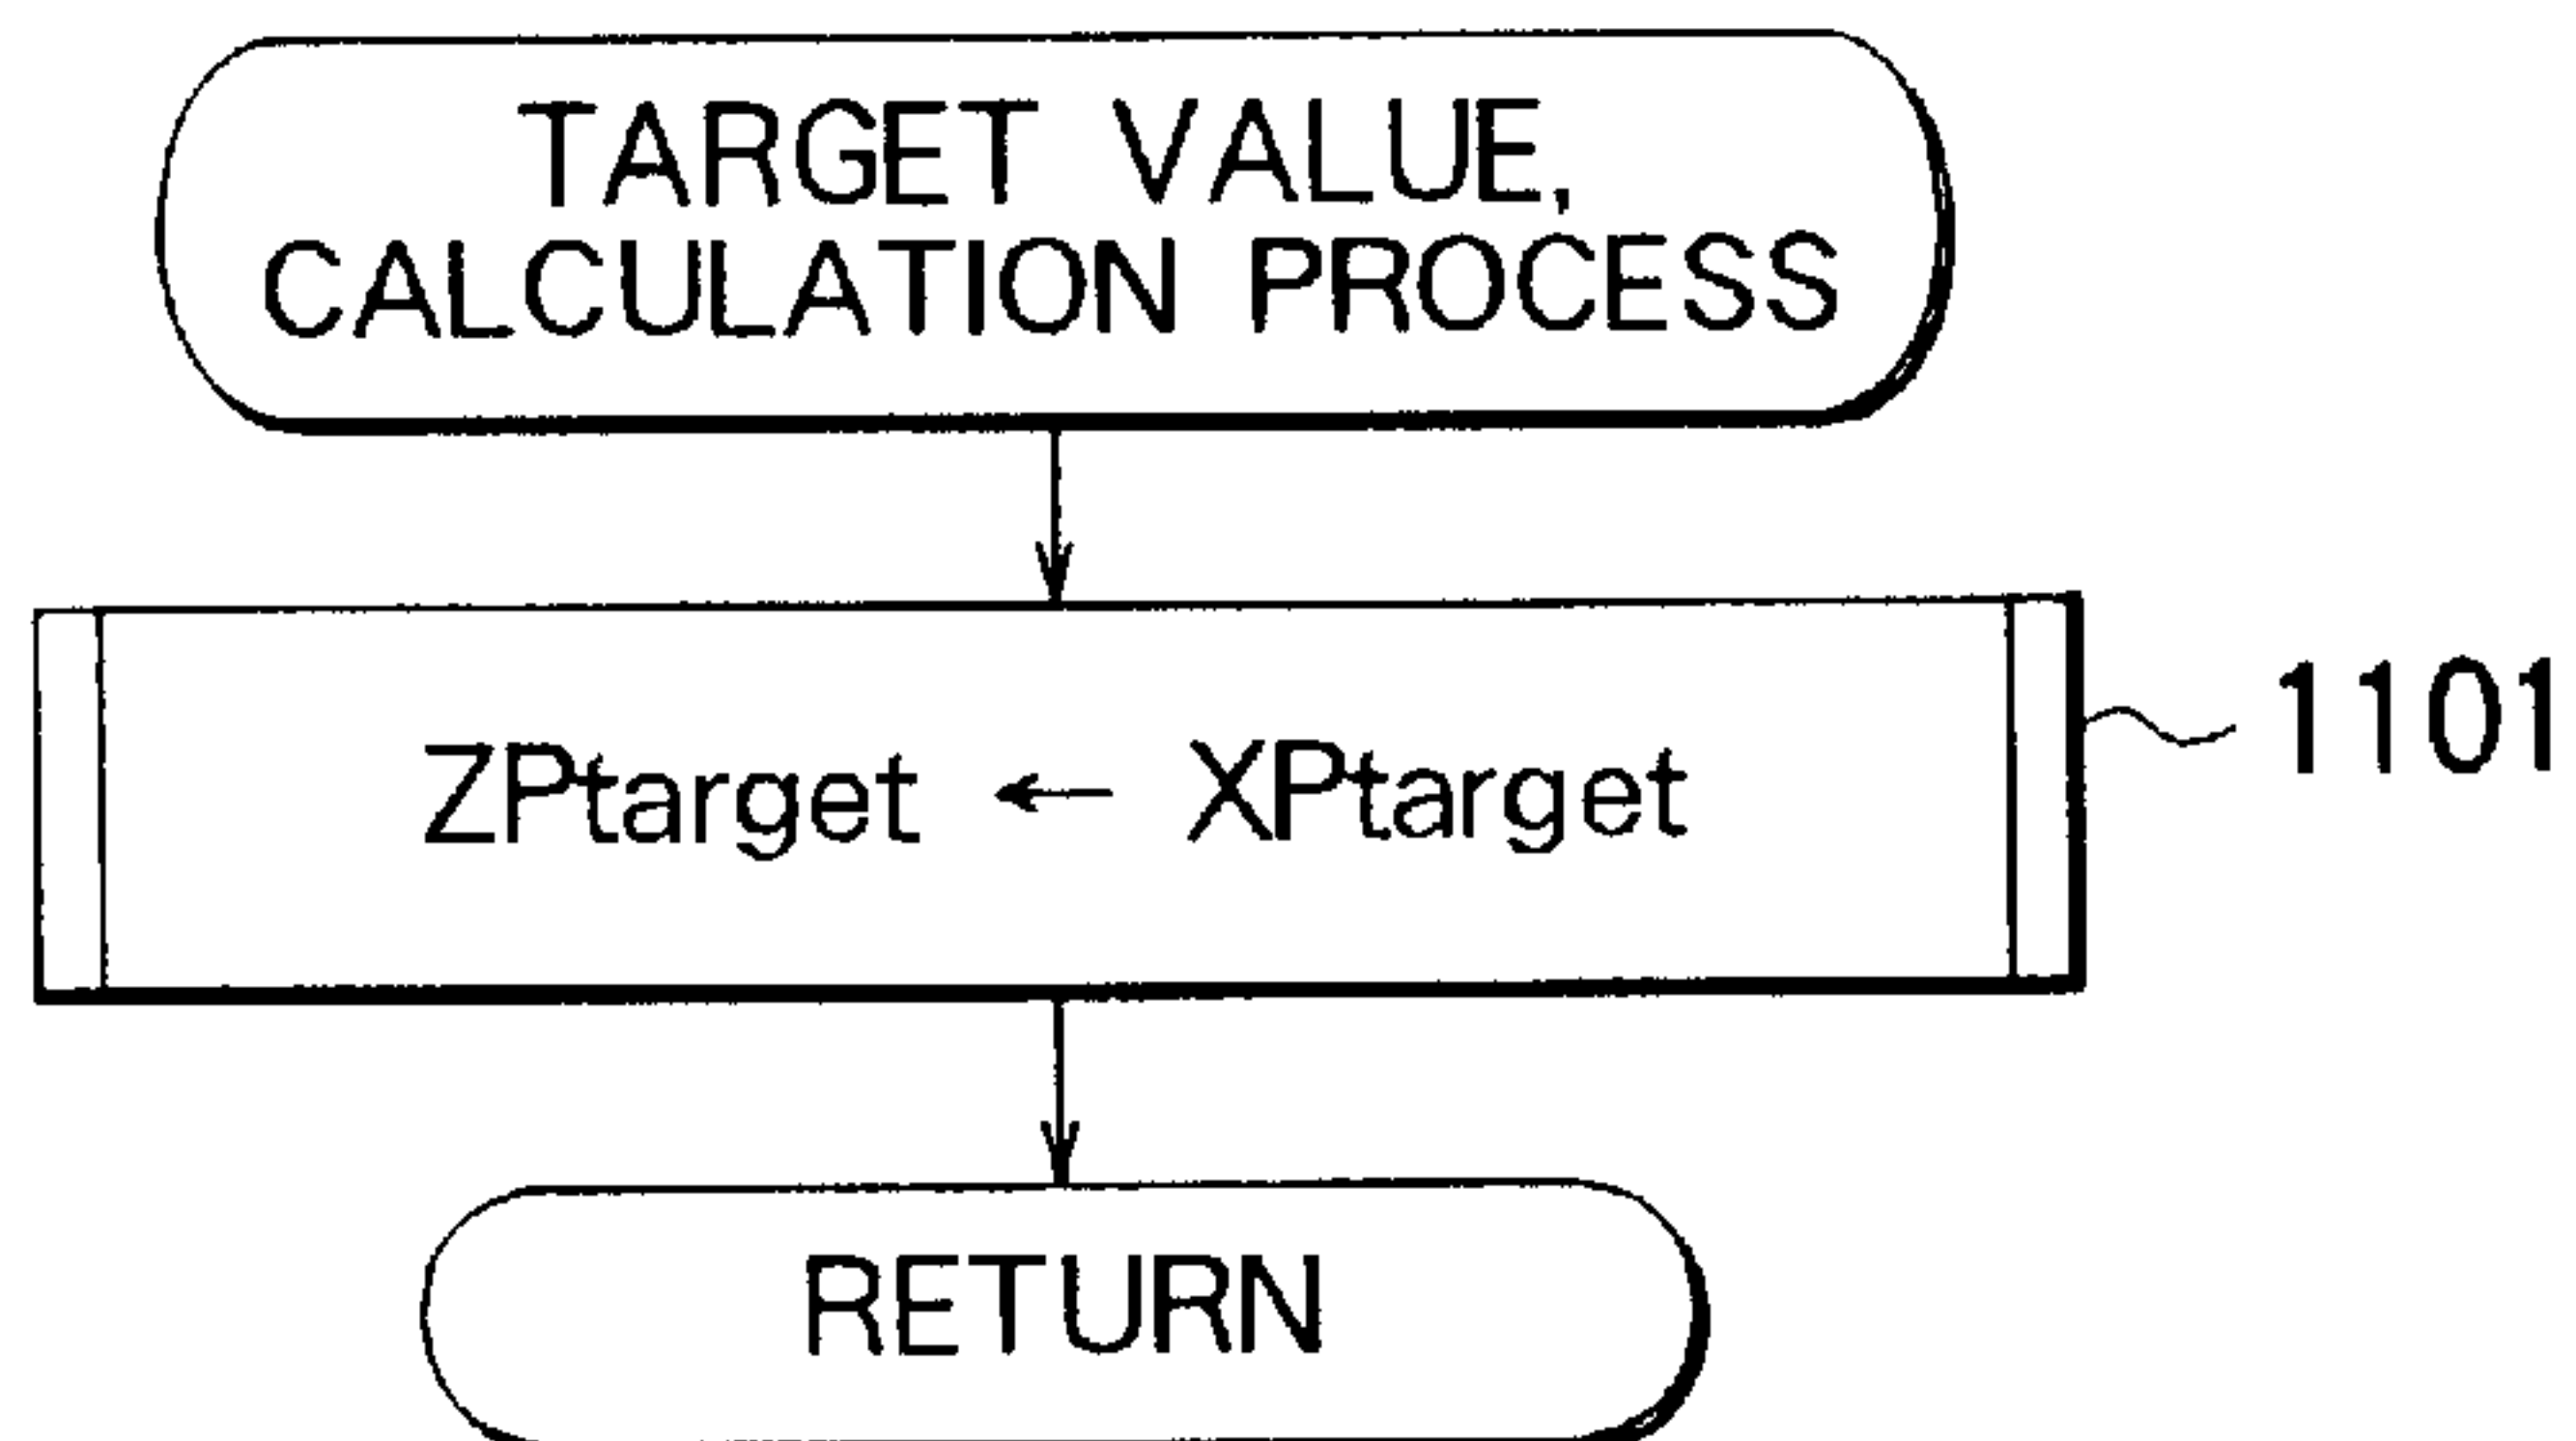 TARGET VALUE,
CALCULATION PROCESS
ZPtarget ← XPtarget
1101
RETURN